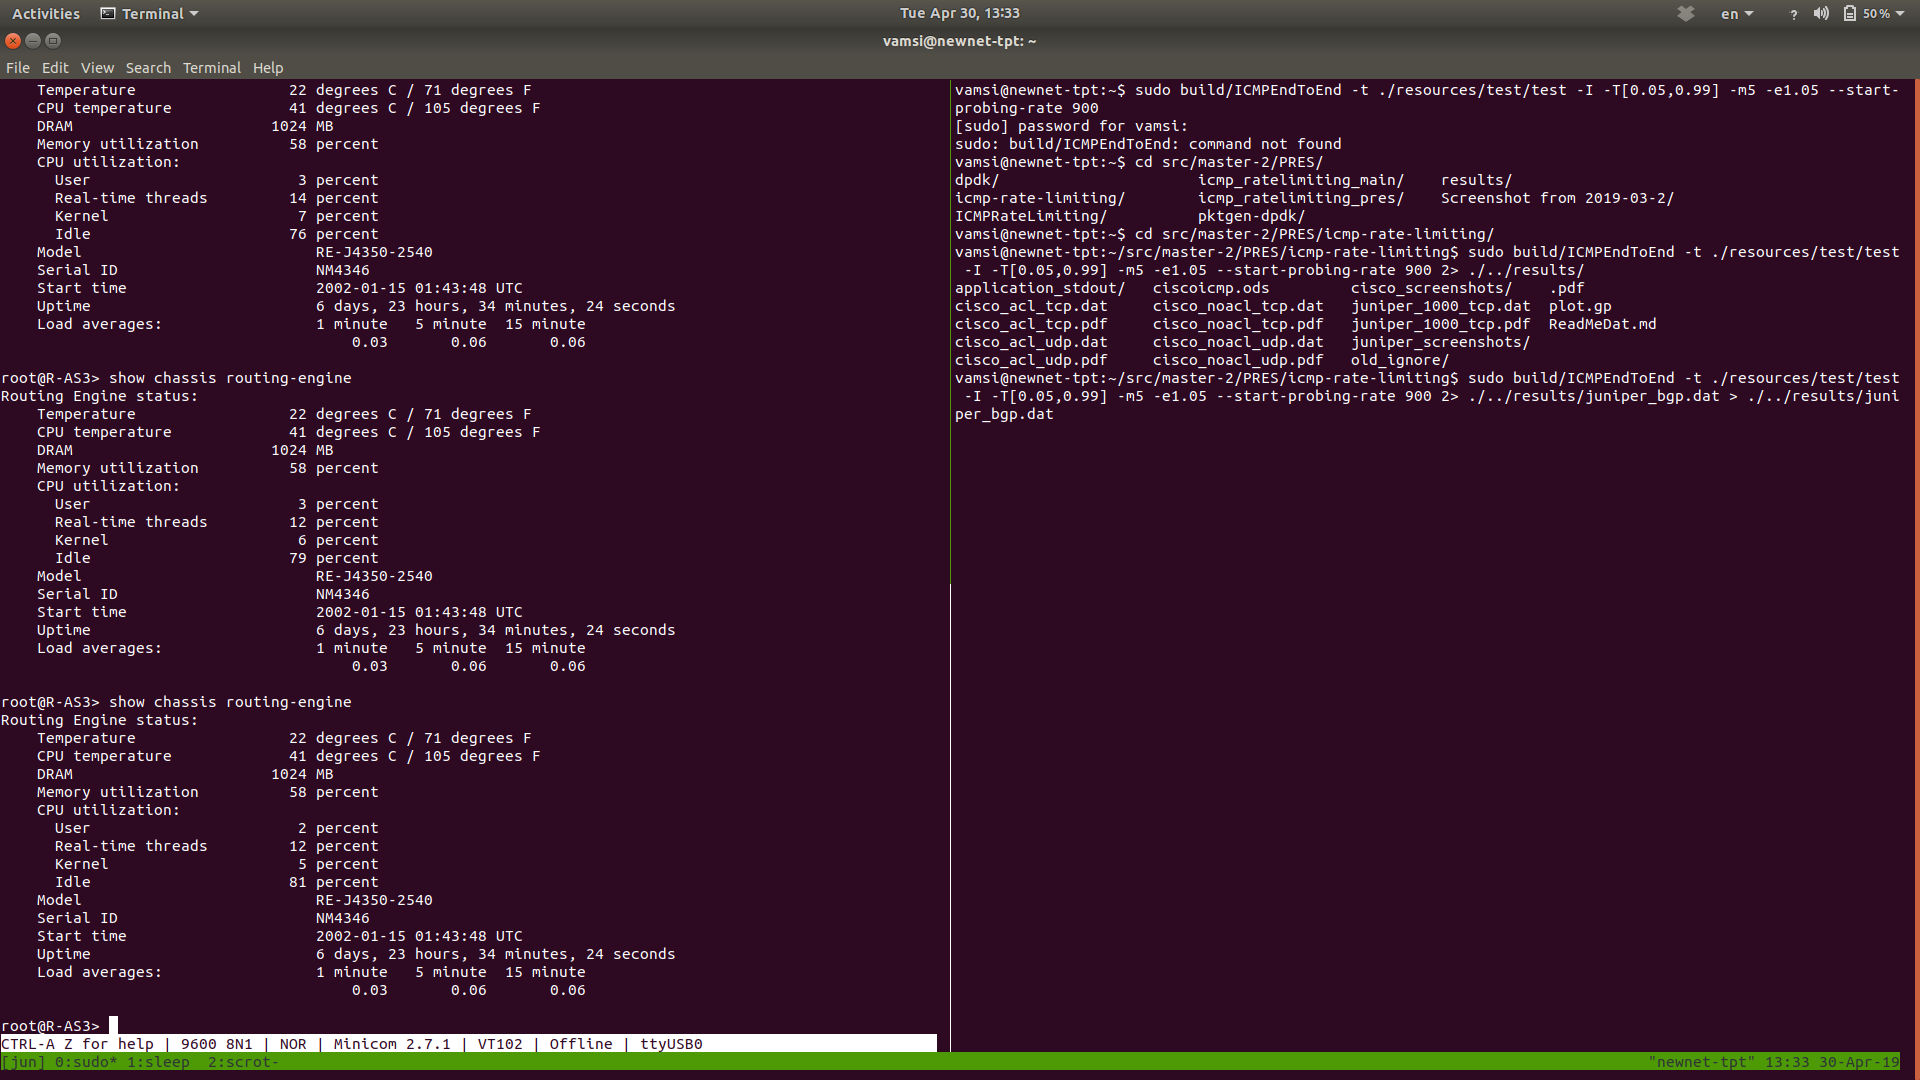 Activities Terminal Tue Apr 30, 13:33 en ? 50%
vamsi@newnet-tpt: ~
File Edit View Search Terminal Help
Temperature 22 degrees C / 71 degrees F
CPU temperature 41 degrees C / 105 degrees F
DRAM 1024 MB
Memory utilization 58 percent
CPU utilization:
User 3 percent
Real-time threads 14 percent
Kernel 7 percent
Idle 76 percent
Model RE-J4350-2540
Serial ID NM4346
Start time 2002-01-15 01:43:48 UTC
Uptime 6 days, 23 hours, 34 minutes, 24 seconds
Load averages: 1 minute 5 minute 15 minute
0.03 0.06 0.06
root@R-AS3> show chassis routing-engine
Routing Engine status:
Temperature 22 degrees C / 71 degrees F
CPU temperature 41 degrees C / 105 degrees F
DRAM 1024 MB
Memory utilization 58 percent
CPU utilization:
User 3 percent
Real-time threads 12 percent
Kernel 6 percent
Idle 79 percent
Model RE-J4350-2540
Serial ID NM4346
Start time 2002-01-15 01:43:48 UTC
Uptime 6 days, 23 hours, 34 minutes, 24 seconds
Load averages: 1 minute 5 minute 15 minute
0.03 0.06 0.06
root@R-AS3> show chassis routing-engine
Routing Engine status:
Temperature 22 degrees C / 71 degrees F
CPU temperature 41 degrees C / 105 degrees F
DRAM 1024 MB
Memory utilization 58 percent
CPU utilization:
User 2 percent
Real-time threads 12 percent
Kernel 5 percent
Idle 81 percent
Model RE-J4350-2540
Serial ID NM4346
Start time 2002-01-15 01:43:48 UTC
Uptime 6 days, 23 hours, 34 minutes, 24 seconds
Load averages: 1 minute 5 minute 15 minute
0.03 0.06 0.06
root@R-AS3>
CTRL-A Z for help | 9600 8N1 | NOR | Minicom 2.7.1 | VT102 | Offline | ttyUSB0
vamsi@newnet-tpt:~$ sudo build/ICMPEndToEnd -t ./resources/test/test -I -T[0.05,0.99] -m5 -e1.05 --start-
probing-rate 900
[sudo] password for vamsi:
sudo: build/ICMPEndToEnd: command not found
vamsi@newnet-tpt:~$ cd src/master-2/PRES/
dpdk/ icmp_ratelimiting_main/ results/
icmp-rate-limiting/ icmp_ratelimiting_pres/ Screenshot from 2019-03-2/
ICMPRateLimiting/ pktgen-dpdk/
vamsi@newnet-tpt:~$ cd src/master-2/PRES/icmp-rate-limiting/
vamsi@newnet-tpt:~/src/master-2/PRES/icmp-rate-limiting$ sudo build/ICMPEndToEnd -t ./resources/test/test
-I -T[0.05,0.99] -m5 -e1.05 --start-probing-rate 900 2> ./../results/
application_stdout/ ciscoicmp.ods cisco_screenshots/ .pdf
cisco_acl_tcp.dat cisco_noacl_tcp.dat juniper_1000_tcp.dat plot.gp
cisco_acl_tcp.pdf cisco_noacl_tcp.pdf juniper_1000_tcp.pdf ReadMeDat.md
cisco_acl_udp.dat cisco_noacl_udp.dat juniper_screenshots/
cisco_acl_udp.pdf cisco_noacl_udp.pdf old_ignore/
vamsi@newnet-tpt:~/src/master-2/PRES/icmp-rate-limiting$ sudo build/ICMPEndToEnd -t ./resources/test/test
-I -T[0.05,0.99] -m5 -e1.05 --start-probing-rate 900 2> ./../results/juniper_bgp.dat > ./../results/juni
per_bgp.dat
[jun] 0:sudo* 1:sleep 2:scrot- "newnet-tpt" 13:33 30-Apr-19